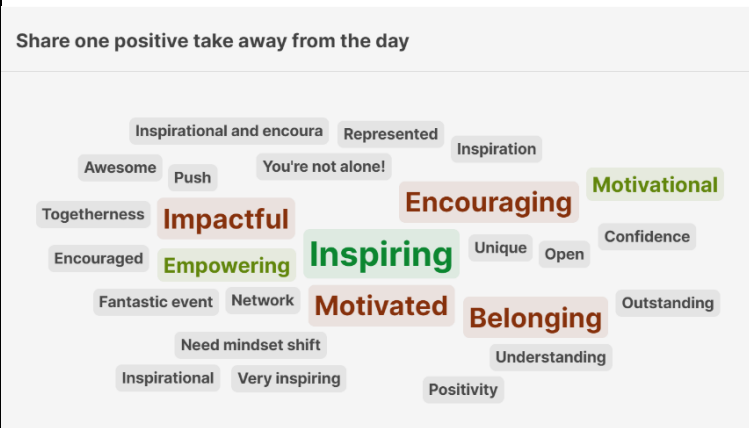 Share one positive take away from the day
Inspirational and encoura
Represented
Inspiration
Awesome
Push
You're not alone!
Motivational
Togetherness
Impactful
Encouraging
Encouraged
Empowering
Inspiring
Unique
Open
Confidence
Fantastic event
Network
Motivated
Belonging
Outstanding
Need mindset shift
Understanding
Inspirational
Very inspiring
Positivity